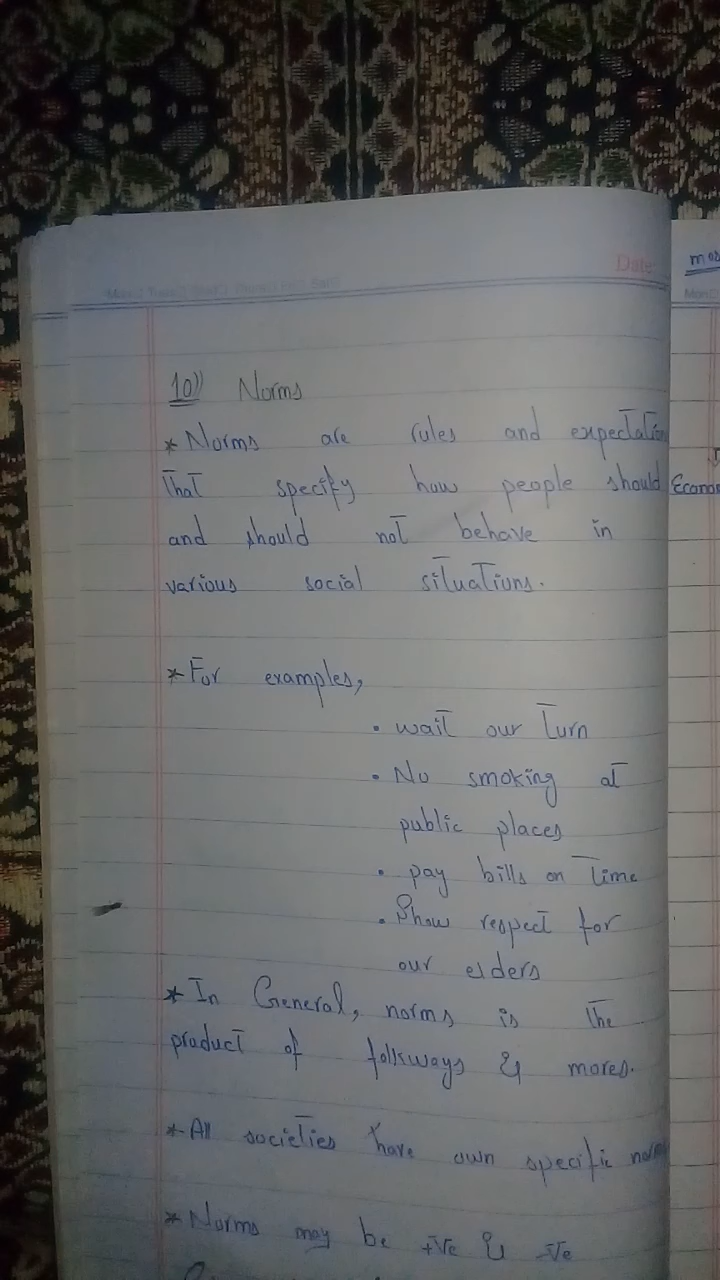 Date
mos
10)) Norms
* Norms are rules and expectation
that specify how people should
Econo
and should not behave in
various social situations.
* For examples,
• wait our turn
• No smoking at
public places
• pay bills on time
• Show respect for
our elders
* In General, norms is the
product of folkways & mores.
* All societies have own specific norms
* Norms may be +ve & -ve